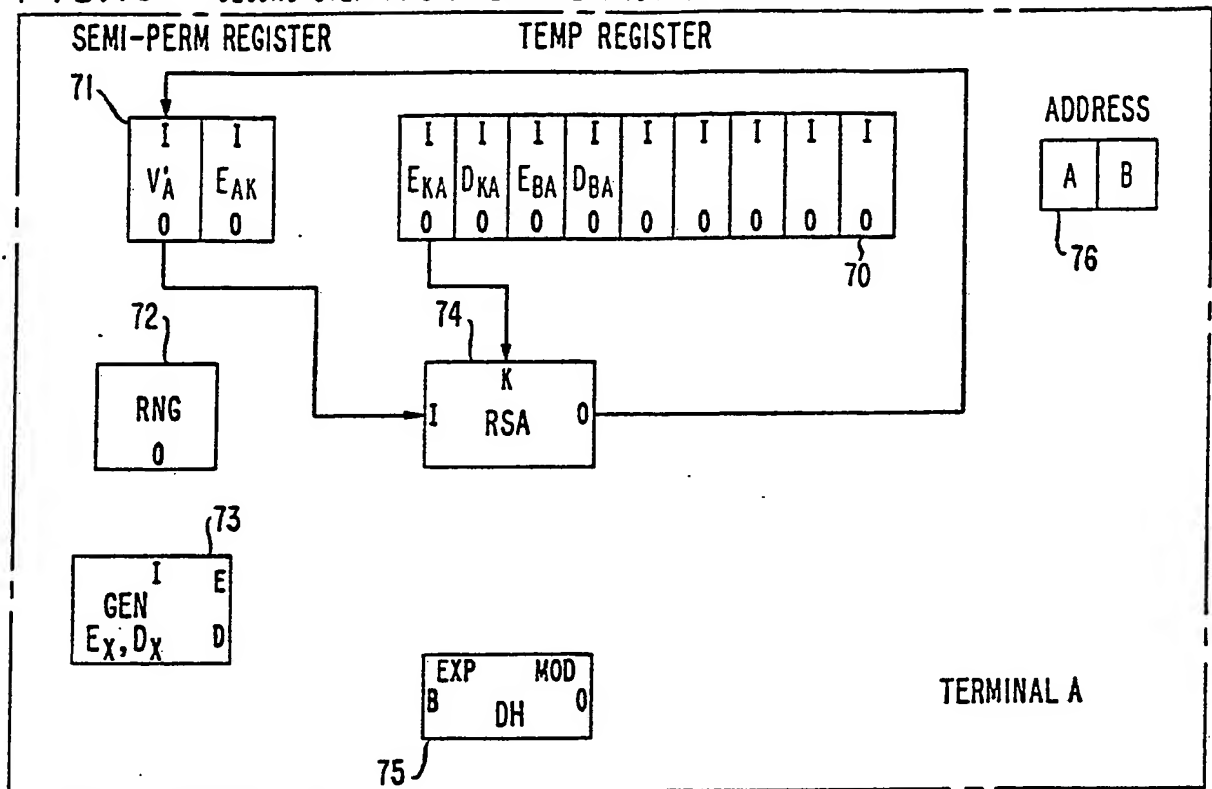 SEMI-PERM REGISTER TEMP REGISTER
71
I I
V'A EAK
0 0
I I 1 I I I I I I
EKA DKA EBA DBA
0 0 0 0 0 0 0 0 0
70
ADDRESS
A B
76
72
RNG
0
74
K
I RSA 0
73
I E
GEN
EX, DX D
EXP MOD
B DH 0
75
TERMINAL A